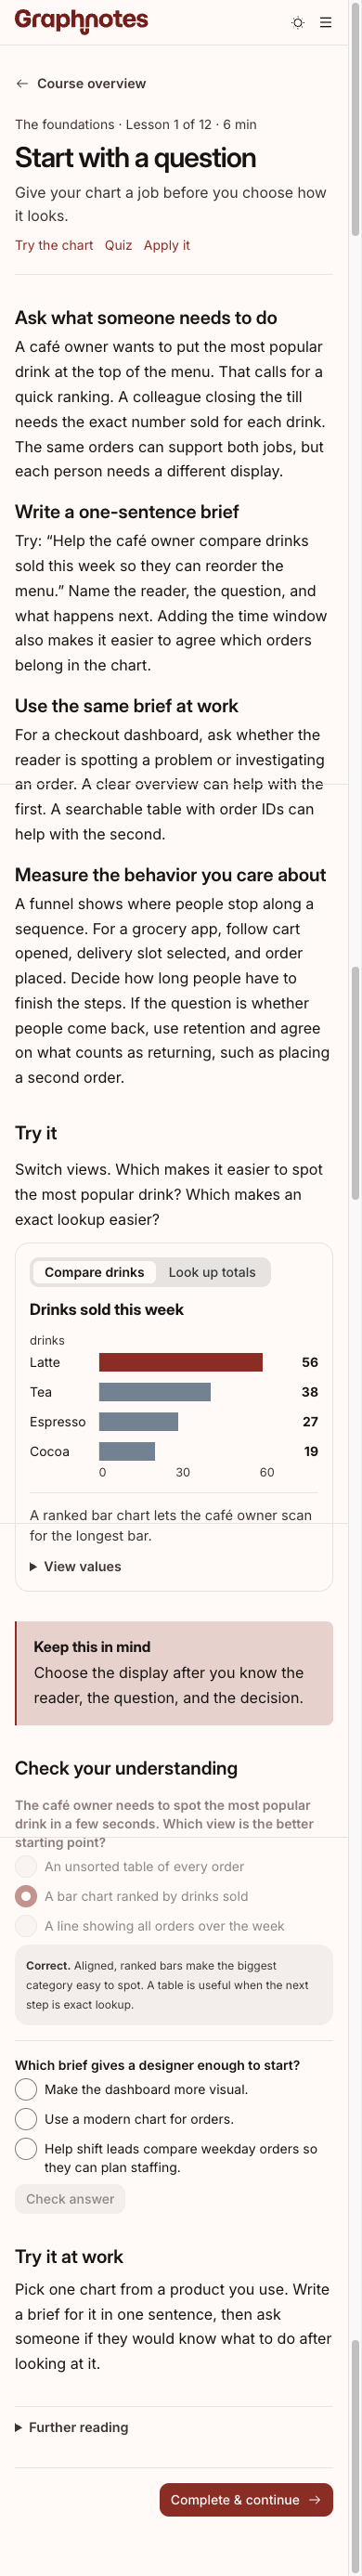 Graphnotes
Course overview
The foundations · Lesson 1 of 12 · 6 min
Start with a question
Give your chart a job before you choose how
it looks.
Try the chart Quiz Apply it
Ask what someone needs to do
A café owner wants to put the most popular
drink at the top of the menu. That calls for a
quick ranking. A colleague closing the till
needs the exact number sold for each drink.
The same orders can support both jobs, but
each person needs a different display.
Write a one-sentence brief
Try: “Help the café owner compare drinks
sold this week so they can reorder the
menu.” Name the reader, the question, and
what happens next. Adding the time window
also makes it easier to agree which orders
belong in the chart.
Use the same brief at work
For a checkout dashboard, ask whether the
reader is spotting a problem or investigating
an order. A clear overview can help with the
first. A searchable table with order IDs can
help with the second.
Measure the behavior you care about
A funnel shows where people stop along a
sequence. For a grocery app, follow cart
opened, delivery slot selected, and order
placed. Decide how long people have to
finish the steps. If the question is whether
people come back, use retention and agree
on what counts as returning, such as placing
a second order.
Try it
Switch views. Which makes it easier to spot
the most popular drink? Which makes an
exact lookup easier?
Compare drinks Look up totals
Drinks sold this week
drinks
Latte 56
Tea 38
Espresso 27
Cocoa 19
0 30 60
A ranked bar chart lets the café owner scan
for the longest bar.
View values
Keep this in mind
Choose the display after you know the
reader, the question, and the decision.
Check your understanding
The café owner needs to spot the most popular
drink in a few seconds. Which view is the better
starting point?
An unsorted table of every order
A bar chart ranked by drinks sold
A line showing all orders over the week
Correct. Aligned, ranked bars make the biggest
category easy to spot. A table is useful when the next
step is exact lookup.
Which brief gives a designer enough to start?
Make the dashboard more visual.
Use a modern chart for orders.
Help shift leads compare weekday orders so
they can plan staffing.
Check answer
Try it at work
Pick one chart from a product you use. Write
a brief for it in one sentence, then ask
someone if they would know what to do after
looking at it.
Further reading
Complete & continue